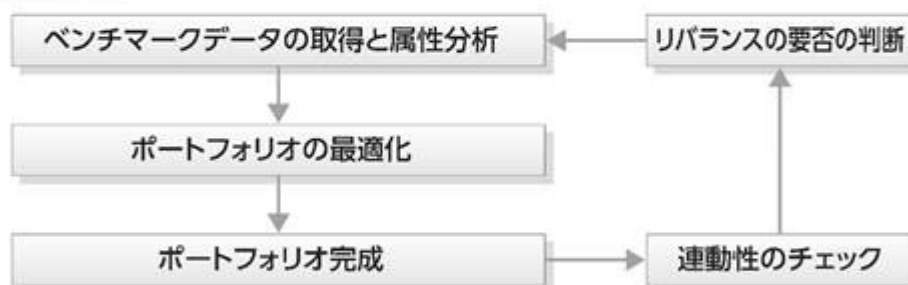 ベンチマークデータの取得と属性分析
リバランスの要否の判断
ポートフォリオの最適化
ポートフォリオ完成
連動性のチェック